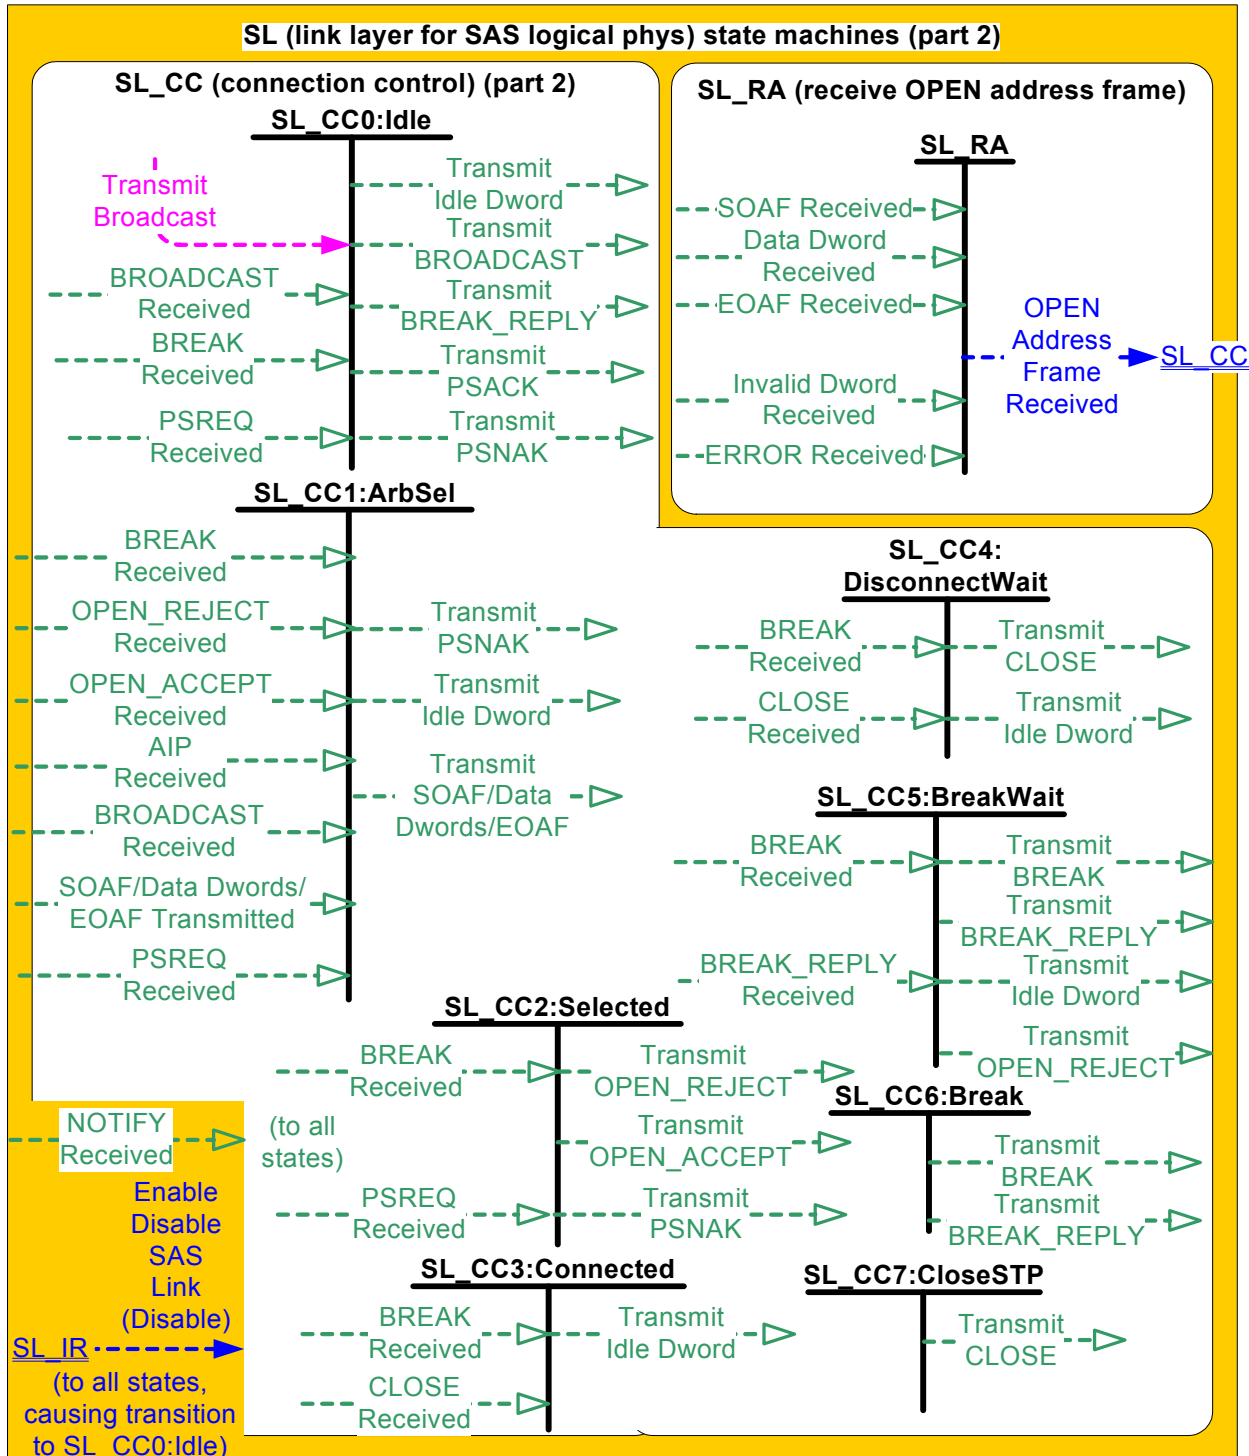 SL (link layer for SAS logical phys) state machines (part 2)
SL_CC (connection control) (part 2)
SL_CC0:Idle
Transmit
Broadcast
BROADCAST
Received
BREAK
Received
PSREQ
Received
Transmit
Idle Dword
Transmit
BROADCAST
Transmit
BREAK_REPLY
Transmit
PSACK
Transmit
PSNAK
SL_RA (receive OPEN address frame)
SL_RA
SOAF Received
Data Dword
Received
EOAF Received
Invalid Dword
Received
ERROR Received
OPEN
Address
Frame
Received
SL_CC
SL_CC1:ArbSel
BREAK
Received
OPEN_REJECT
Received
OPEN_ACCEPT
Received
AIP
Received
BROADCAST
Received
SOAF/Data Dwords/
EOAF Transmitted
PSREQ
Received
Transmit
PSNAK
Transmit
Idle Dword
Transmit
SOAF/Data
Dwords/EOAF
SL_CC4:
DisconnectWait
BREAK
Received
CLOSE
Received
Transmit
CLOSE
Transmit
Idle Dword
SL_CC5:BreakWait
BREAK
Received
BREAK_REPLY
Received
Transmit
BREAK
Transmit
BREAK_REPLY
Transmit
Idle Dword
Transmit
OPEN_REJECT
SL_CC2:Selected
BREAK
Received
PSREQ
Received
Transmit
OPEN_REJECT
Transmit
OPEN_ACCEPT
Transmit
PSNAK
SL_CC6:Break
Transmit
BREAK
Transmit
BREAK_REPLY
NOTIFY
Received
(to all
states)
Enable
Disable
SAS
Link
(Disable)
SL_IR
(to all states,
causing transition
to SL_CC0:Idle)
SL_CC3:Connected
BREAK
Received
CLOSE
Received
Transmit
Idle Dword
SL_CC7:CloseSTP
Transmit
CLOSE